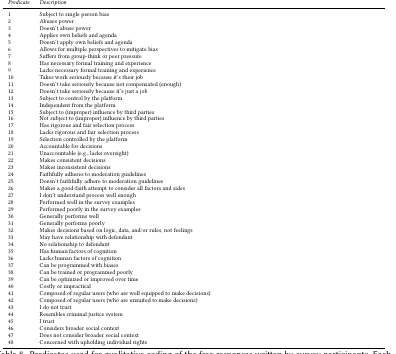 Predicate Description
1 Subject to single person bias
2 Abuses power
3 Doesn't abuse power
4 Applies own beliefs and agenda
5 Doesn't apply own beliefs and agenda
6 Allows for multiple perspectives to mitigate bias
7 Suffers from group-think or peer pressure
8 Has necessary formal training and experience
9 Lacks necessary formal training and experience
10 Takes work seriously because it's their job
11 Doesn't take seriously because not compensated (enough)
12 Doesn't take seriously because it's just a job
13 Subject to control by the platform
14 Independent from the platform
15 Subject to (improper) influence by third parties
16 Not subject to (improper) influence by third parties
17 Has rigorous and fair selection process
18 Lacks rigorous and fair selection process
19 Selection controlled by the platform
20 Accountable for decisions
21 Unaccountable (e.g., lacks oversight)
22 Makes consistent decisions
23 Makes inconsistent decisions
24 Faithfully adheres to moderation guidelines
25 Doesn't faithfully adhere to moderation guidelines
26 Makes a good-faith attempt to consider all factors and sides
27 I don't understand process well enough
28 Performed well in the survey examples
29 Performed poorly in the survey examples
30 Generally performs well
31 Generally performs poorly
32 Makes decisions based on logic, data, and/or rules, not feelings
33 May have relationship with defendant
34 No relationship to defendant
35 Has human factors of cognition
36 Lacks human factors of cognition
37 Can be programmed with biases
38 Can be trained or programmed poorly
39 Can be optimized or improved over time
40 Costly or impractical
41 Composed of regular users (who are well equipped to make decisions)
42 Composed of regular users (who are unsuited to make decisions)
43 I do not trust
44 Resembles criminal justice system
45 I trust
46 Considers broader social context
47 Does not consider broader social context
48 Concerned with upholding individual rights
Table 8. Predicates used for qualitative coding of the free responses written by survey participants. Each